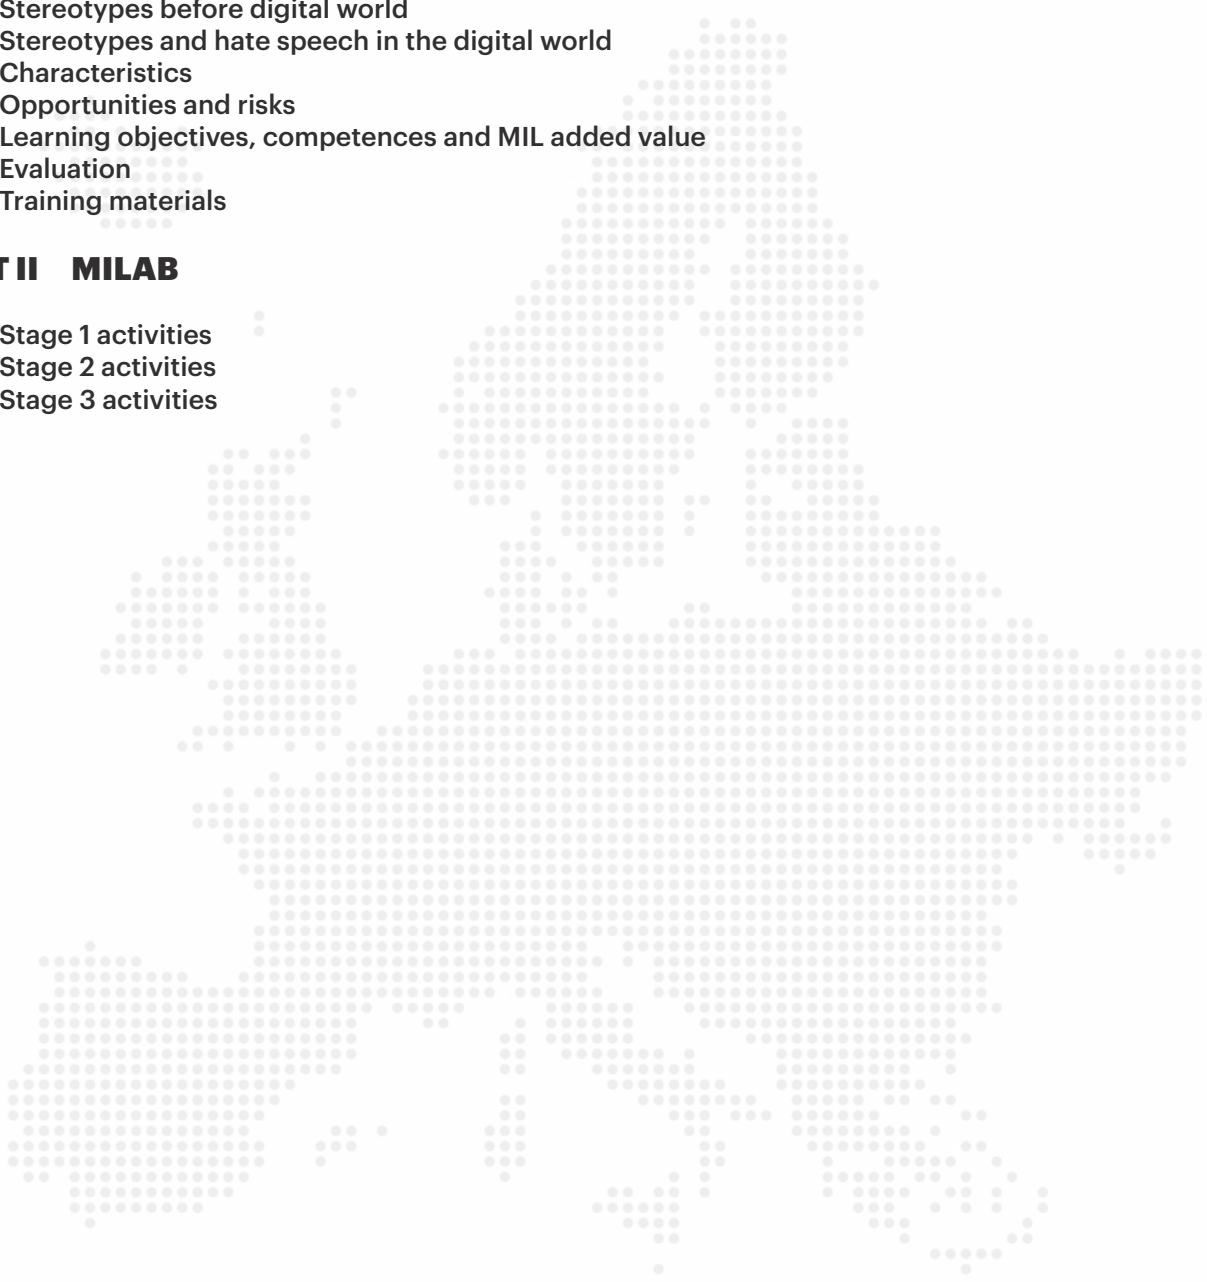 Stereotypes before digital world
Stereotypes and hate speech in the digital world
Characteristics
Opportunities and risks
Learning objectives, competences and MIL added value
Evaluation
Training materials
T II MILAB
Stage 1 activities
Stage 2 activities
Stage 3 activities